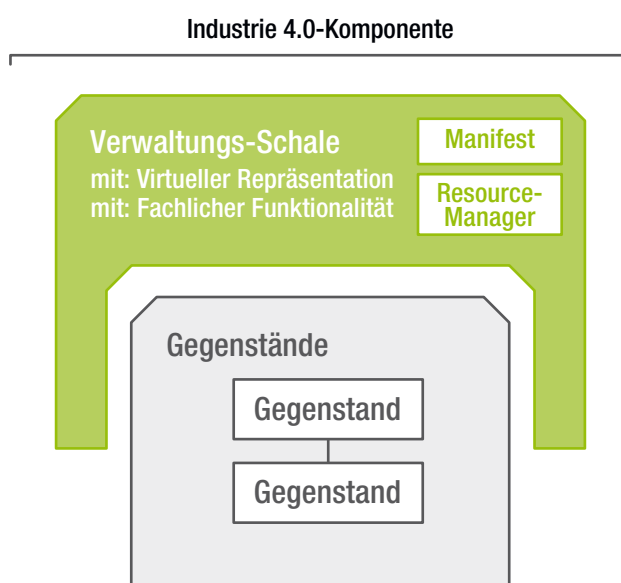 Industrie 4.0-Komponente
Verwaltungs-Schale
mit: Virtueller Repräsentation
mit: Fachlicher Funktionalität
Manifest
Resource-
Manager
Gegenstände
Gegenstand
Gegenstand